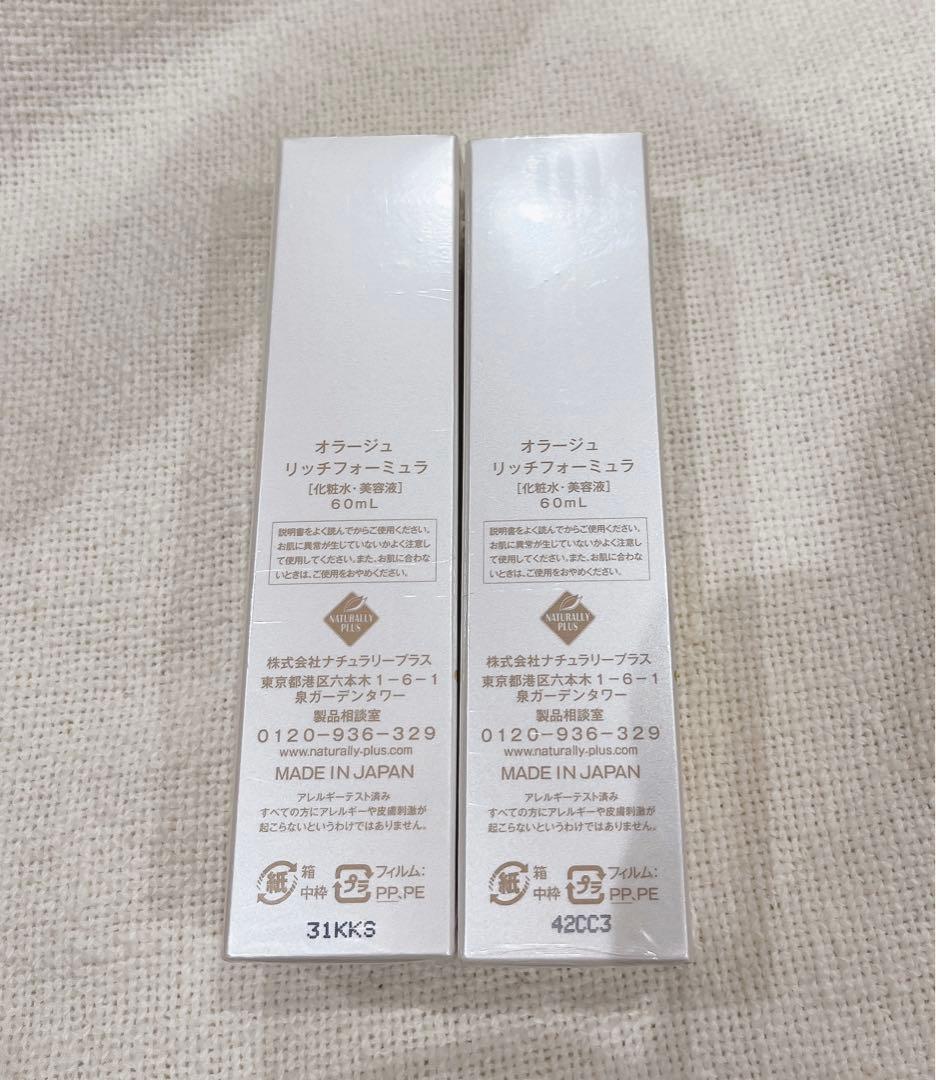 オラージュ
リッチフォーミュラ
[化粧水・美容液]
60mL
説明書をよく読んでからご使用ください。
お肌に異常が生じていないかよく注意し
て使用してください。また、お肌に合わな
いときは、ご使用をおやめください。
NATURALLY
PLUS
株式会社ナチュラリープラス
東京都港区六本木1-6-1
泉ガーデンタワー
製品相談室
0120-936-329
www.naturally-plus.com
MADE IN JAPAN
アレルギーテスト済み
すべての方にアレルギーや皮膚刺激が
起こらないというわけではありません。
紙
箱
中枠
プラ
フィルム:
PP、PE
31KKS
オラージュ
リッチフォーミュラ
[化粧水・美容液]
60mL
説明書をよく読んでからご使用ください。
お肌に異常が生じていないかよく注意し
て使用してください。また、お肌に合わな
いときは、ご使用をおやめください。
NATURALLY
PLUS
株式会社ナチュラリープラス
東京都港区六本木1-6-1
泉ガーデンタワー
製品相談室
0120-936-329
www.naturally-plus.com
MADE IN JAPAN
アレルギーテスト済み
すべての方にアレルギーや皮膚刺激が
起こらないというわけではありません。
紙
箱
中枠
プラ
フィルム:
PP、PE
42CC3